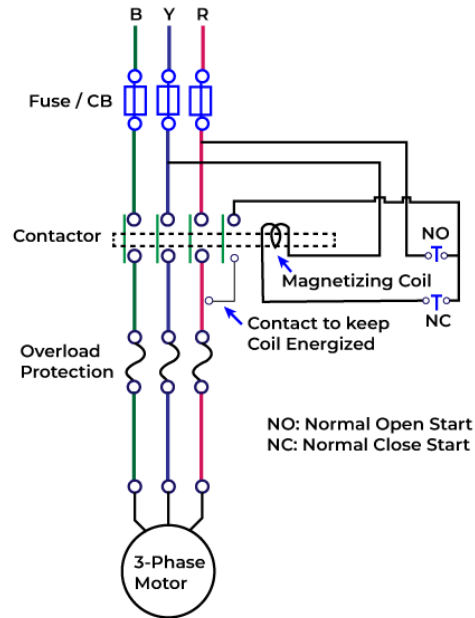 B Y R
Fuse / CB
Contactor
NO
Magnetizing Coil
NC
Contact to keep
Coil Energized
Overload
Protection
NO: Normal Open Start
NC: Normal Close Start
3-Phase
Motor